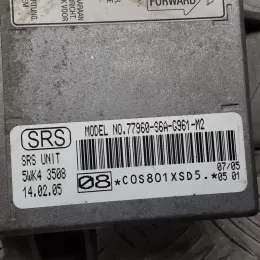 FORWARD
SRS
MODEL NO.77960-S6A-G961-M2
SRS UNIT
5WK4 3508
14.02.05
07/05
08
*C0S801XSD5.*05 01